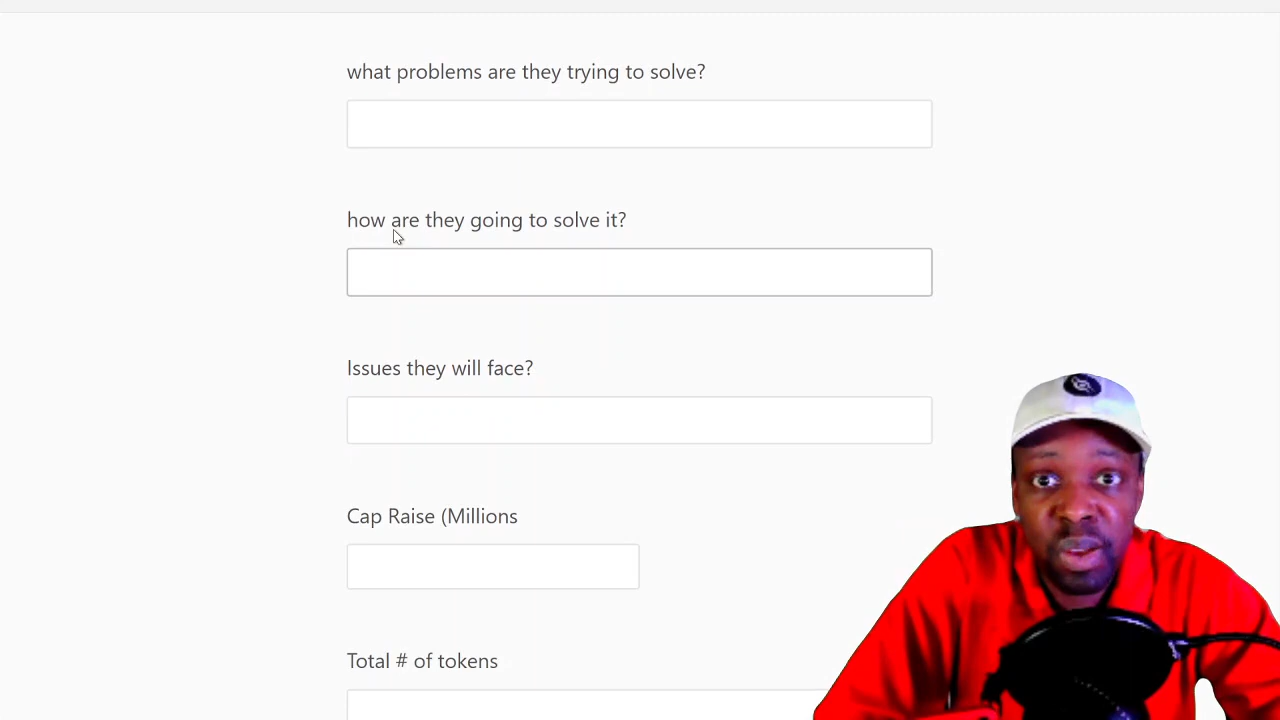 what problems are they trying to solve?
how are they going to solve it?
Issues they will face?
Cap Raise (Millions
Total # of tokens